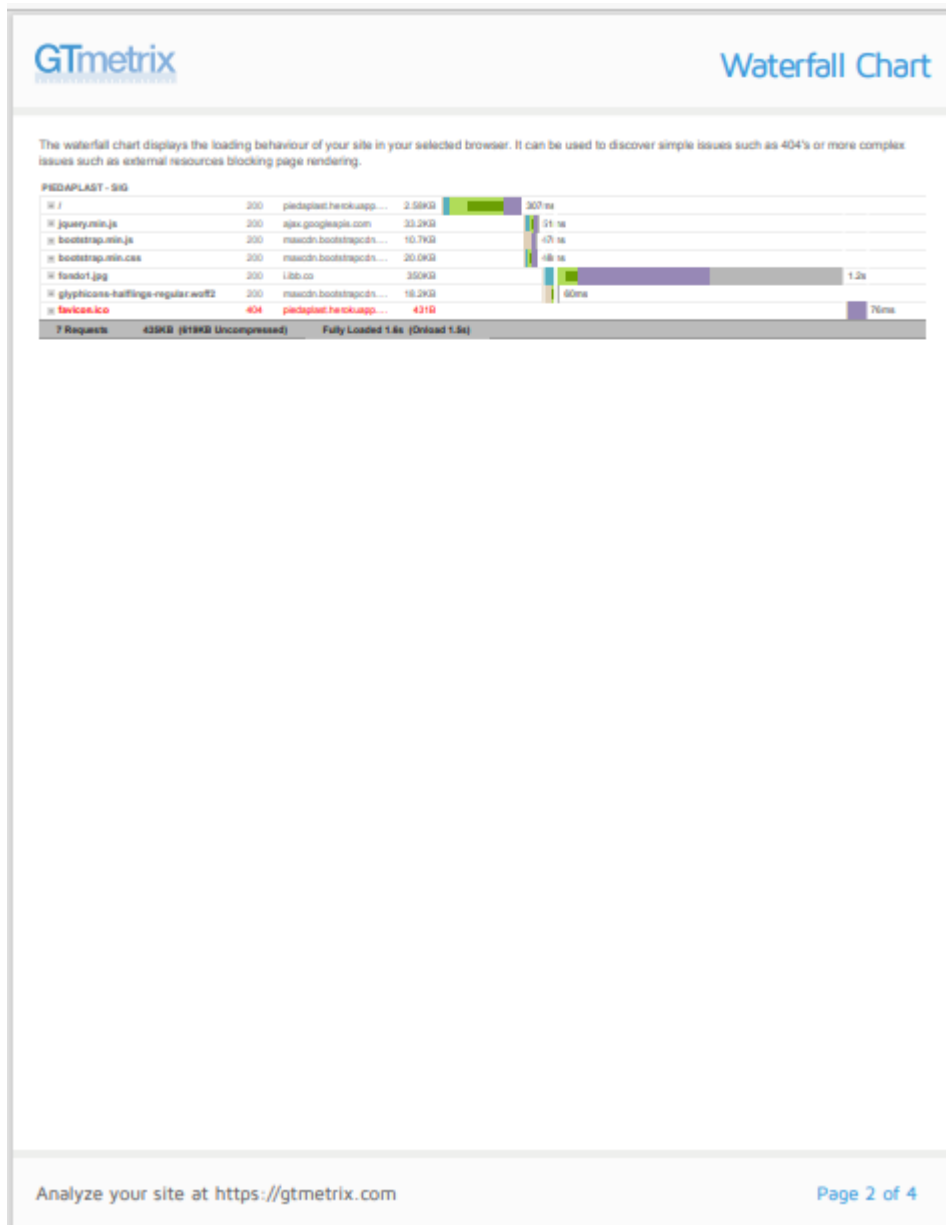 GTmetrix
Waterfall Chart
The waterfall chart displays the loading behaviour of your site in your selected browser. It can be used to discover simple issues such as 404's or more complex
issues such as external resources blocking page rendering.
PIEDAPLAST - SIG
/ 200 piedaplast.herokuapp.... 2.58KB 307ms
jquery.min.js 200 ajax.googleapis.com 33.2KB 51ms
bootstrap.min.js 200 maxcdn.bootstrapcdn.... 10.7KB 47ms
bootstrap.min.css 200 maxcdn.bootstrapcdn.... 20.0KB 48ms
fondo1.jpg 200 i.ibb.co 350KB 1.2s
glyphicons-halflings-regular.woff2 200 maxcdn.bootstrapcdn.... 18.2KB 60ms
favicon.ico 404 piedaplast.herokuapp.... 431B 76ms
7 Requests 435KB (619KB Uncompressed) Fully Loaded 1.6s (Onload 1.5s)
Analyze your site at https://gtmetrix.com
Page 2 of 4